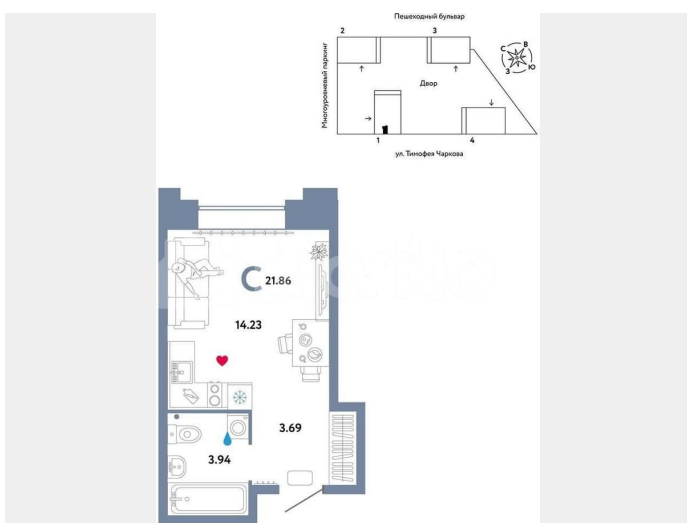 Пешеходный бульвар
2
3
С
В
Ю
З
Многоуровневый паркинг
Двор
1
4
ул. Тимофея Чаркова
С 21.86
14.23
3.69
3.94